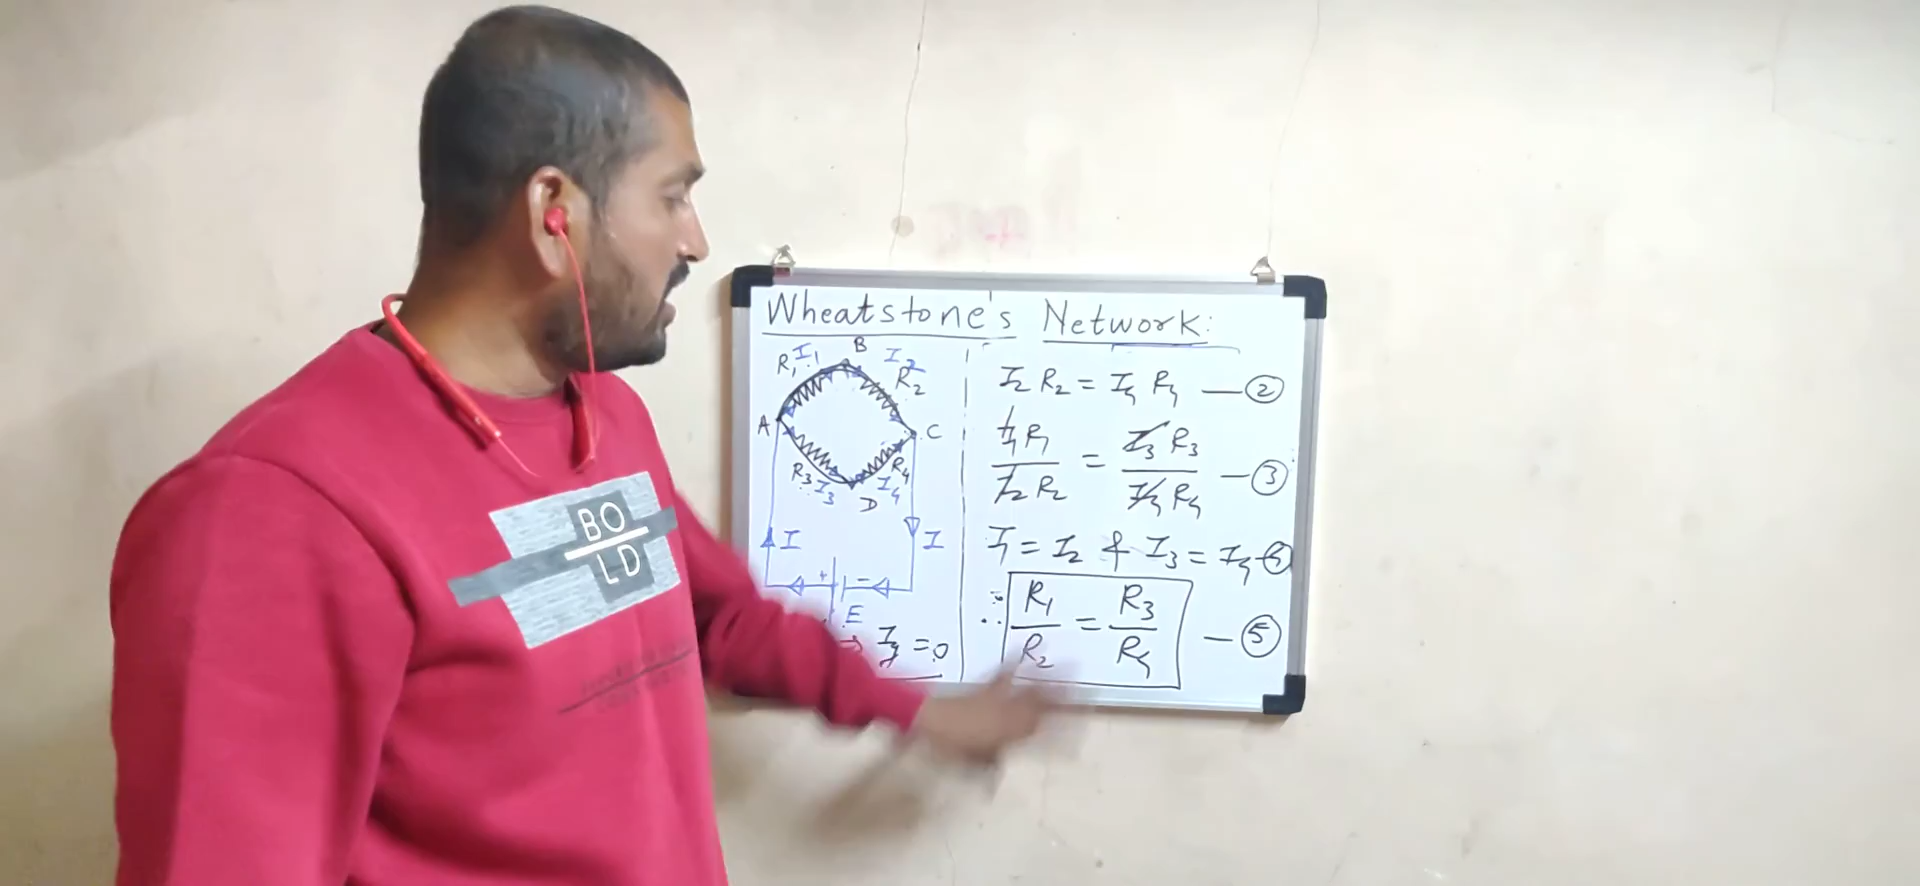 Wheatstone's Network:
B
I₁
I₂
R₁
R₂
A
C
R₃
I₃
R₄
I₄
D
I
I
+
−
E
I_g = 0
I₂ R₂ = I₄ R₄ — ②
I₁ R₁ / I₂ R₂ = I₃ R₃ / I₄ R₄ — ③
I₁ = I₂ & I₃ = I₄ — ④
∴ R₁ / R₂ = R₃ / R₄ — ⑤
BO
LD